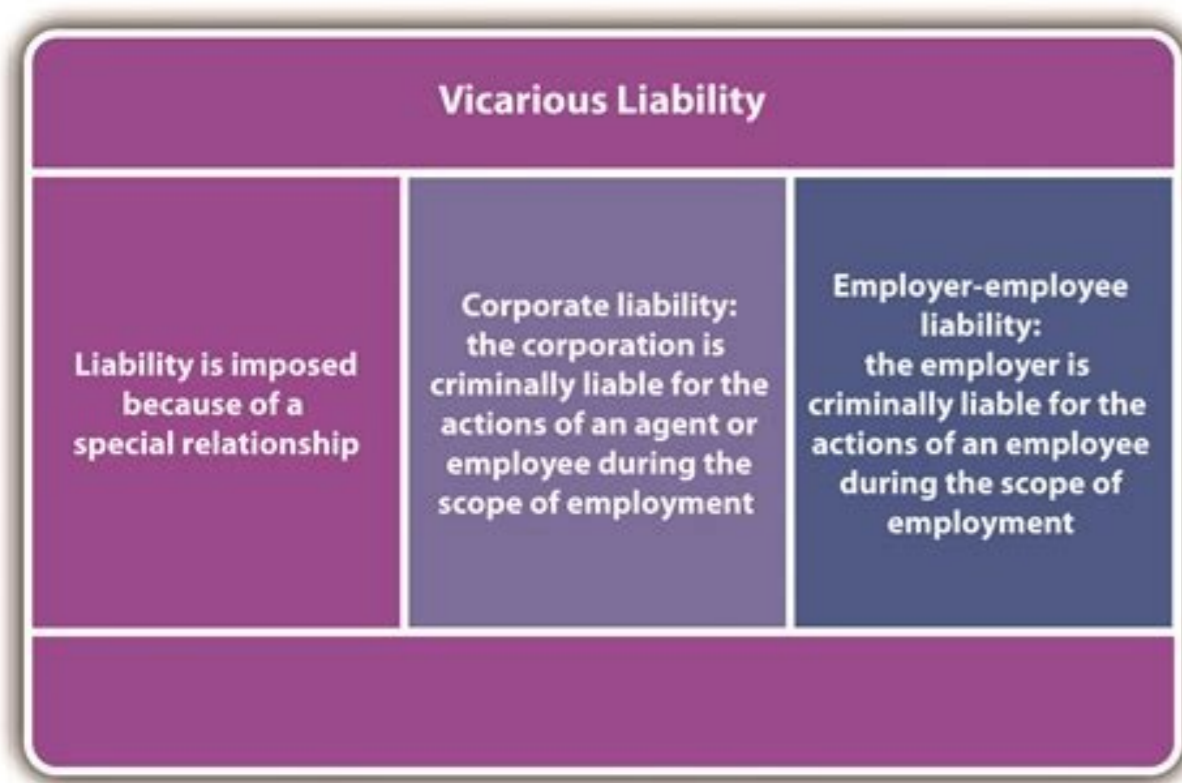 Vicarious Liability
Liability is imposed
because of a
special relationship
Corporate liability:
the corporation is
criminally liable for the
actions of an agent or
employee during the
scope of employment
Employer-employee
liability:
the employer is
criminally liable for the
actions of an employee
during the scope of
employment